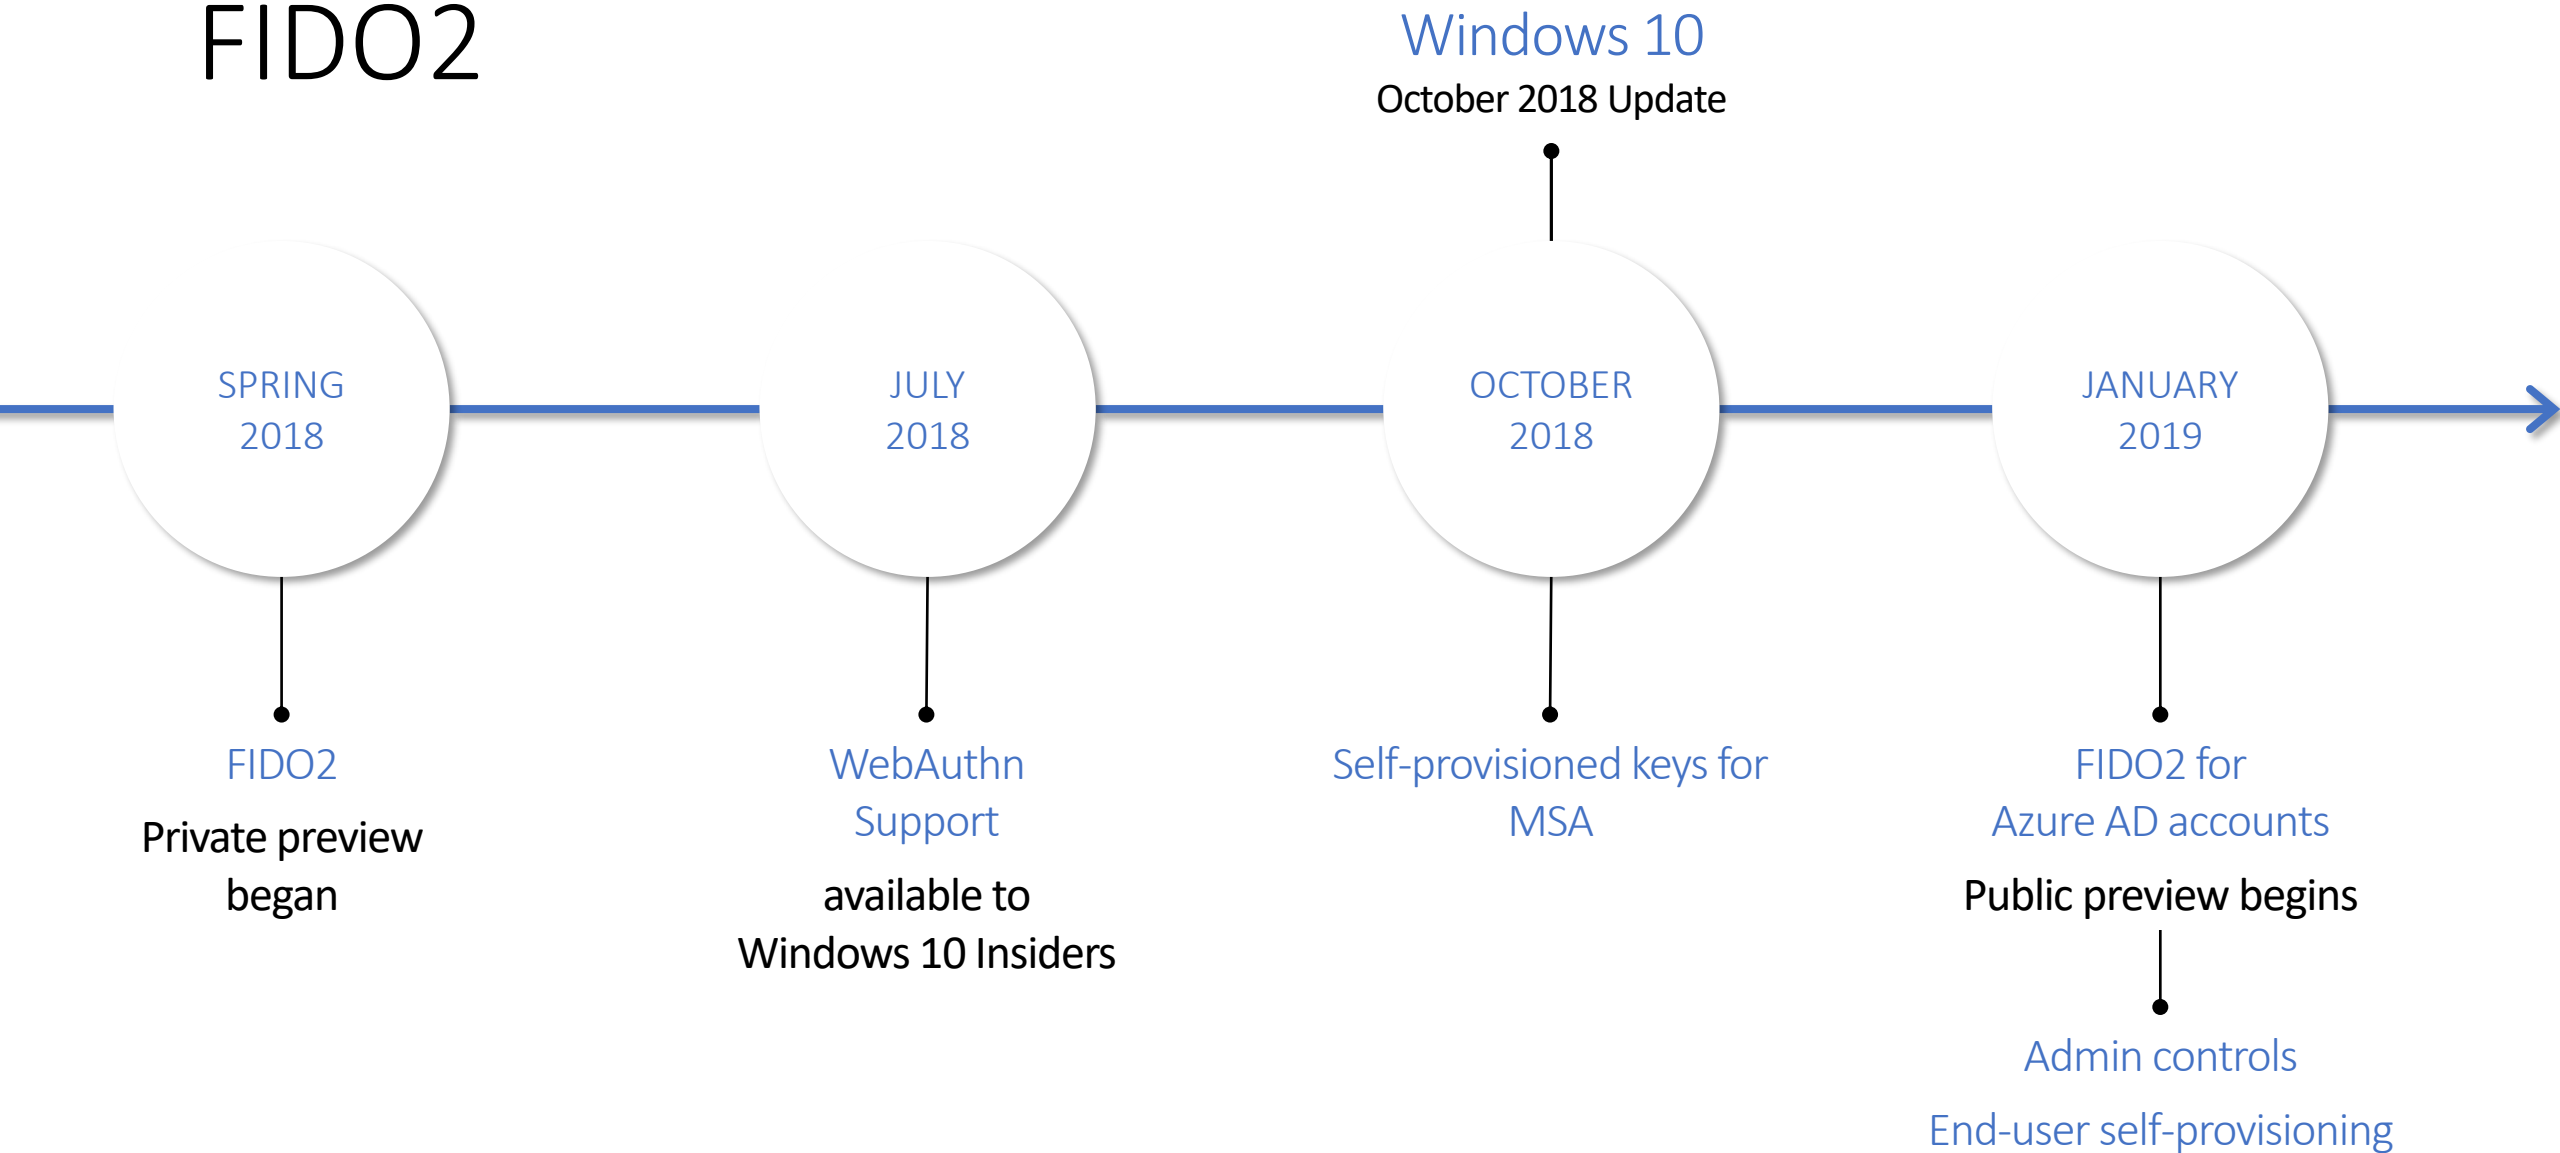 FIDO2
Windows 10
October 2018 Update
SPRING
2018
JULY
2018
OCTOBER
2018
JANUARY
2019
FIDO2
Private preview
began
WebAuthn
Support
available to
Windows 10 Insiders
Self-provisioned keys for
MSA
FIDO2 for
Azure AD accounts
Public preview begins
Admin controls
End-user self-provisioning